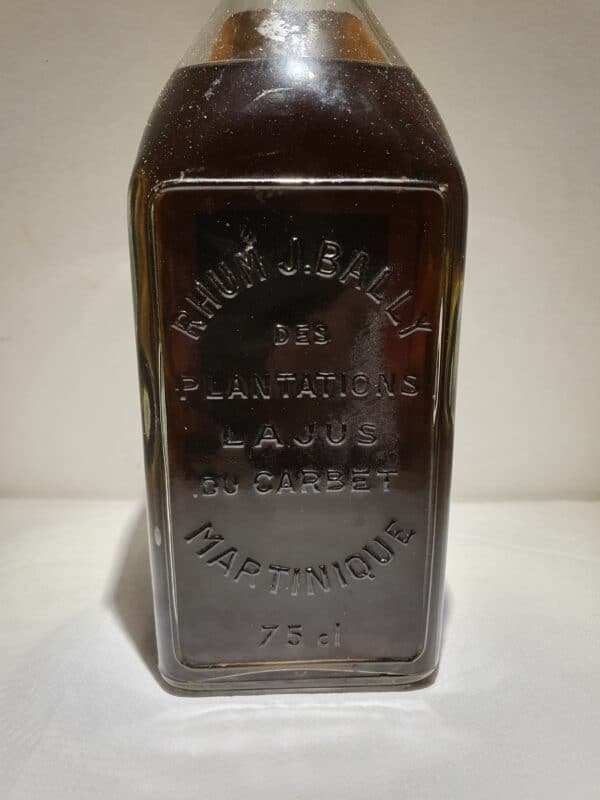 RHUM J. BALLY
DES
PLANTATIONS
LAJUS
DU CARBET
MARTINIQUE
75 cl